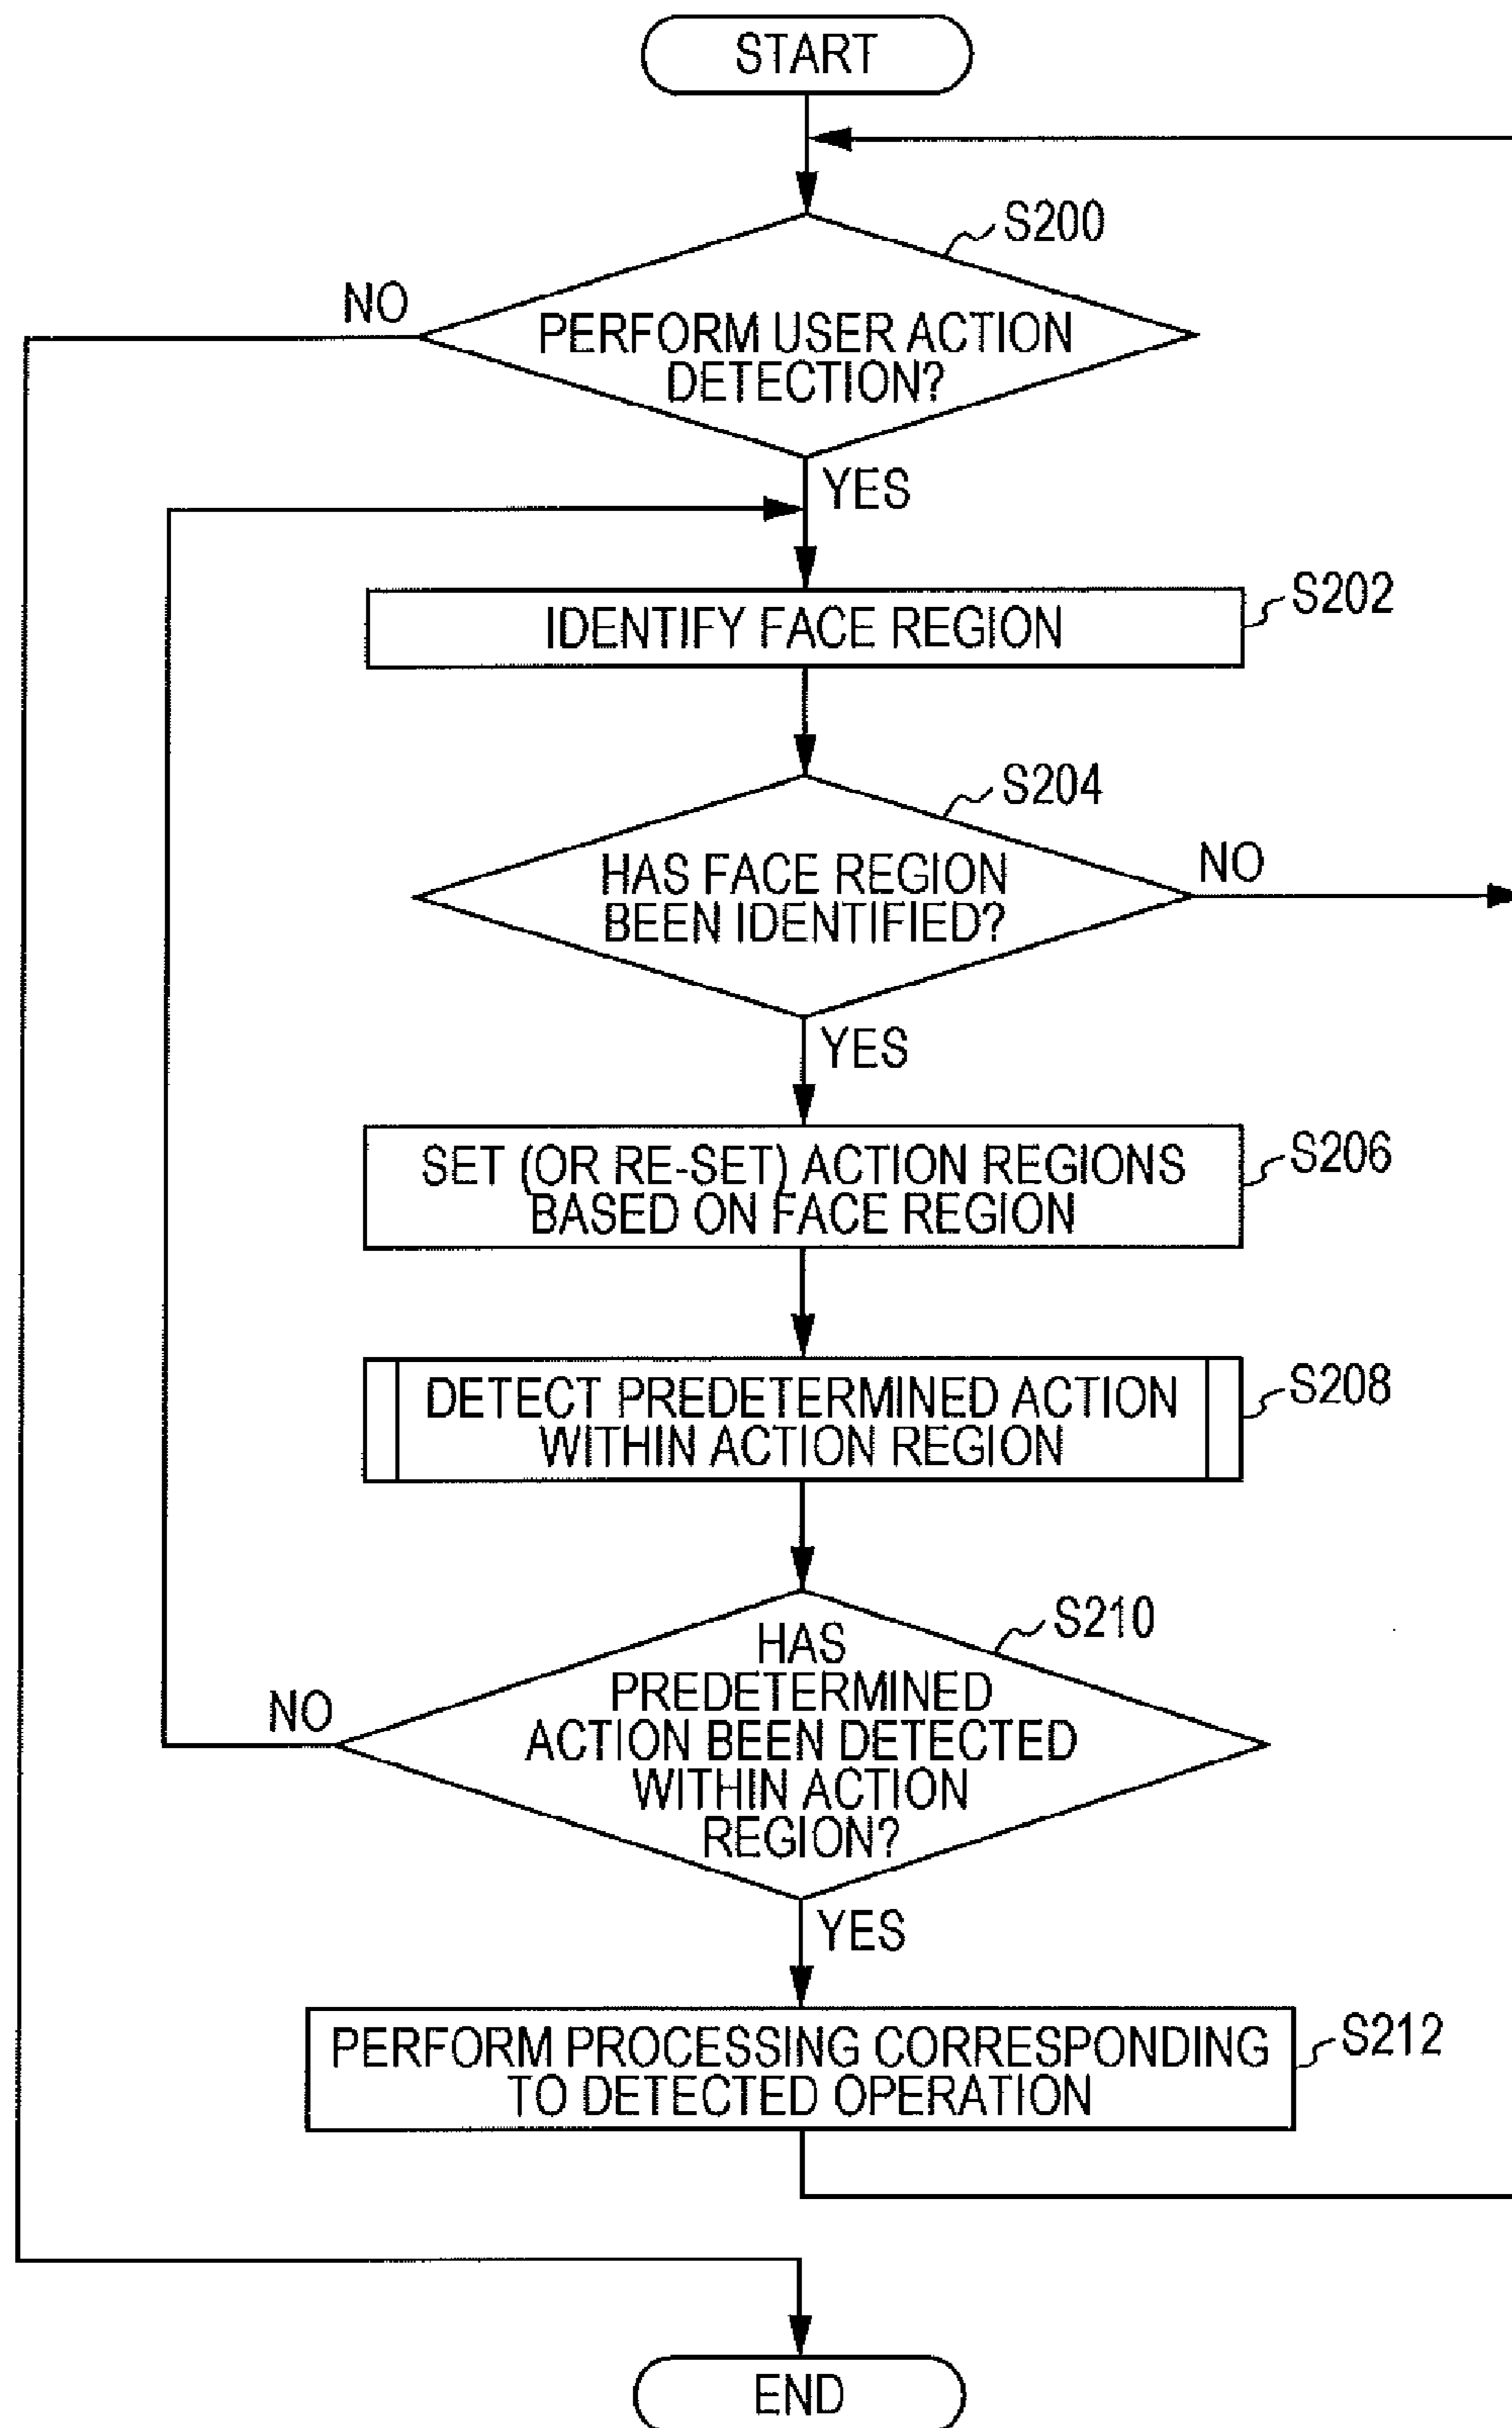 START
S200
NO
PERFORM USER ACTION
DETECTION?
YES
IDENTIFY FACE REGION
S202
S204
HAS FACE REGION
BEEN IDENTIFIED?
NO
YES
SET (OR RE-SET) ACTION REGIONS
BASED ON FACE REGION
S206
DETECT PREDETERMINED ACTION
WITHIN ACTION REGION
S208
S210
HAS
PREDETERMINED
ACTION BEEN DETECTED
WITHIN ACTION
REGION?
NO
YES
PERFORM PROCESSING CORRESPONDING
TO DETECTED OPERATION
S212
END